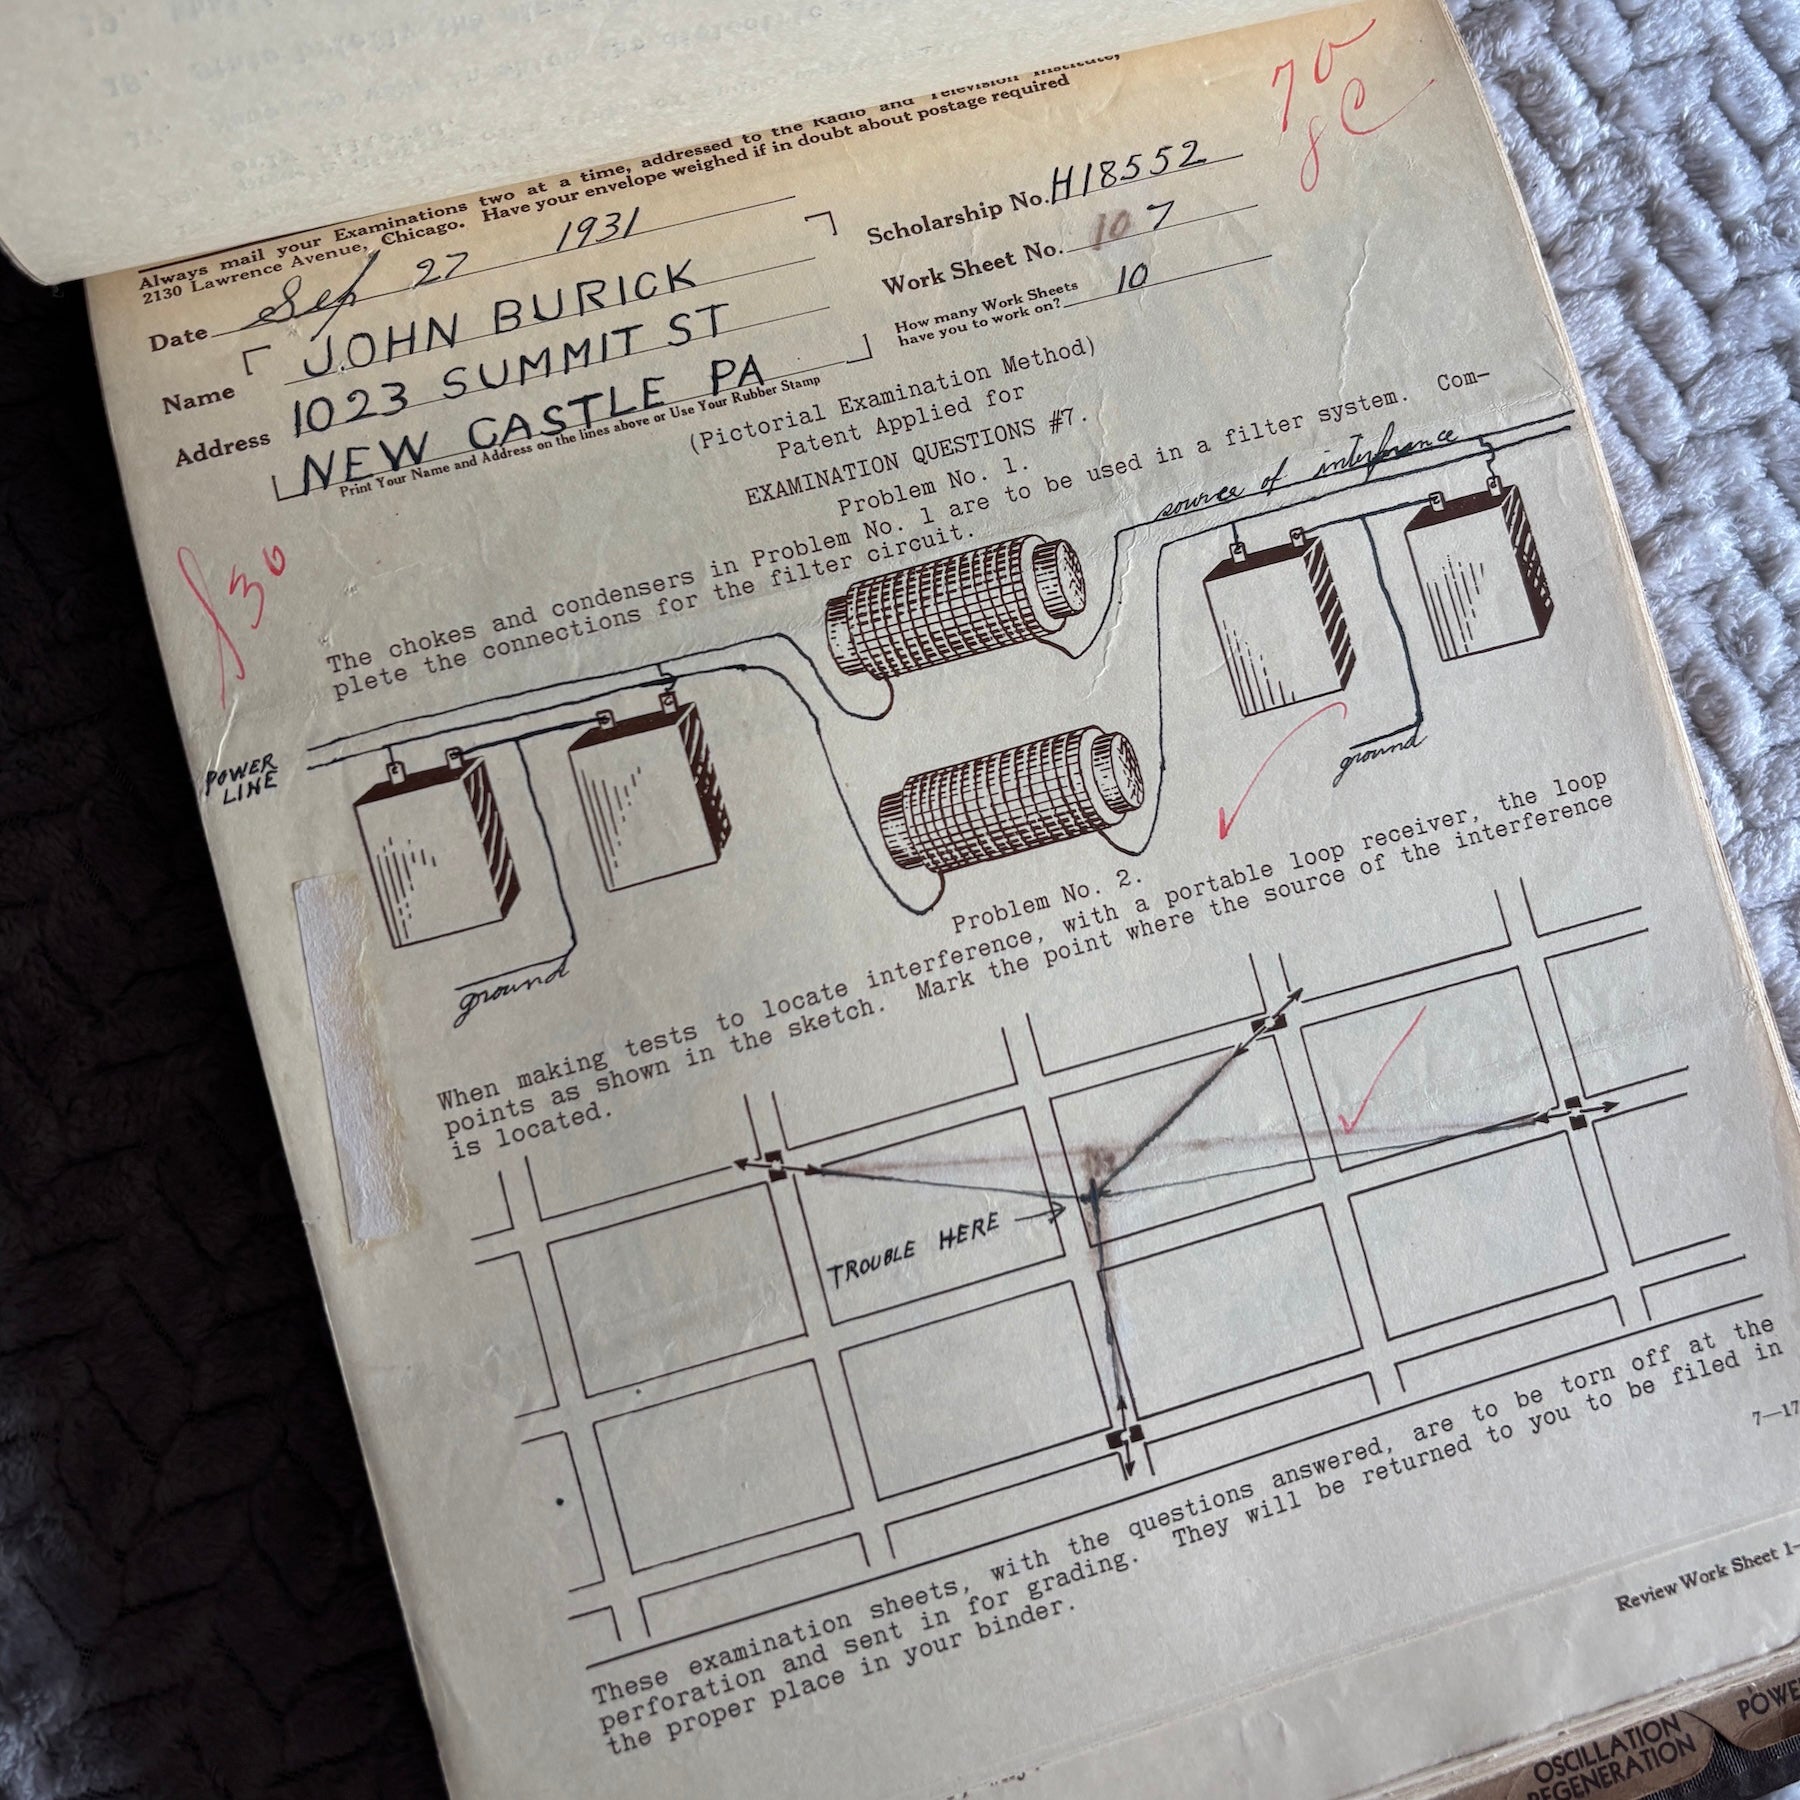 70
8C
Always mail your Examinations two at a time, addressed to the Radio and Television Institute,
2130 Lawrence Avenue, Chicago. Have your envelope weighed if in doubt about postage required
Date Sep 27 1931
Scholarship No. H18552
Name JOHN BURICK
Work Sheet No. 10 7
Address 1023 SUMMIT ST
How many Work Sheets
have you to work on? 10
NEW CASTLE PA
Print Your Name and Address on the lines above or Use Your Rubber Stamp
(Pictorial Examination Method)
Patent Applied for
EXAMINATION QUESTIONS #7.
Problem No. 1.
The chokes and condensers in Problem No. 1 are to be used in a filter system. Com-
plete the connections for the filter circuit.
30
source of interferance
POWER
LINE
ground
ground
Problem No. 2.
When making tests to locate interference, with a portable loop receiver, the loop
points as shown in the sketch. Mark the point where the source of the interference
is located.
TROUBLE HERE
These examination sheets, with the questions answered, are to be torn off at the
perforation and sent in for grading. They will be returned to you to be filed in
the proper place in your binder.
7—17
Review Work Sheet 1-
OSCILLATION
REGENERATION